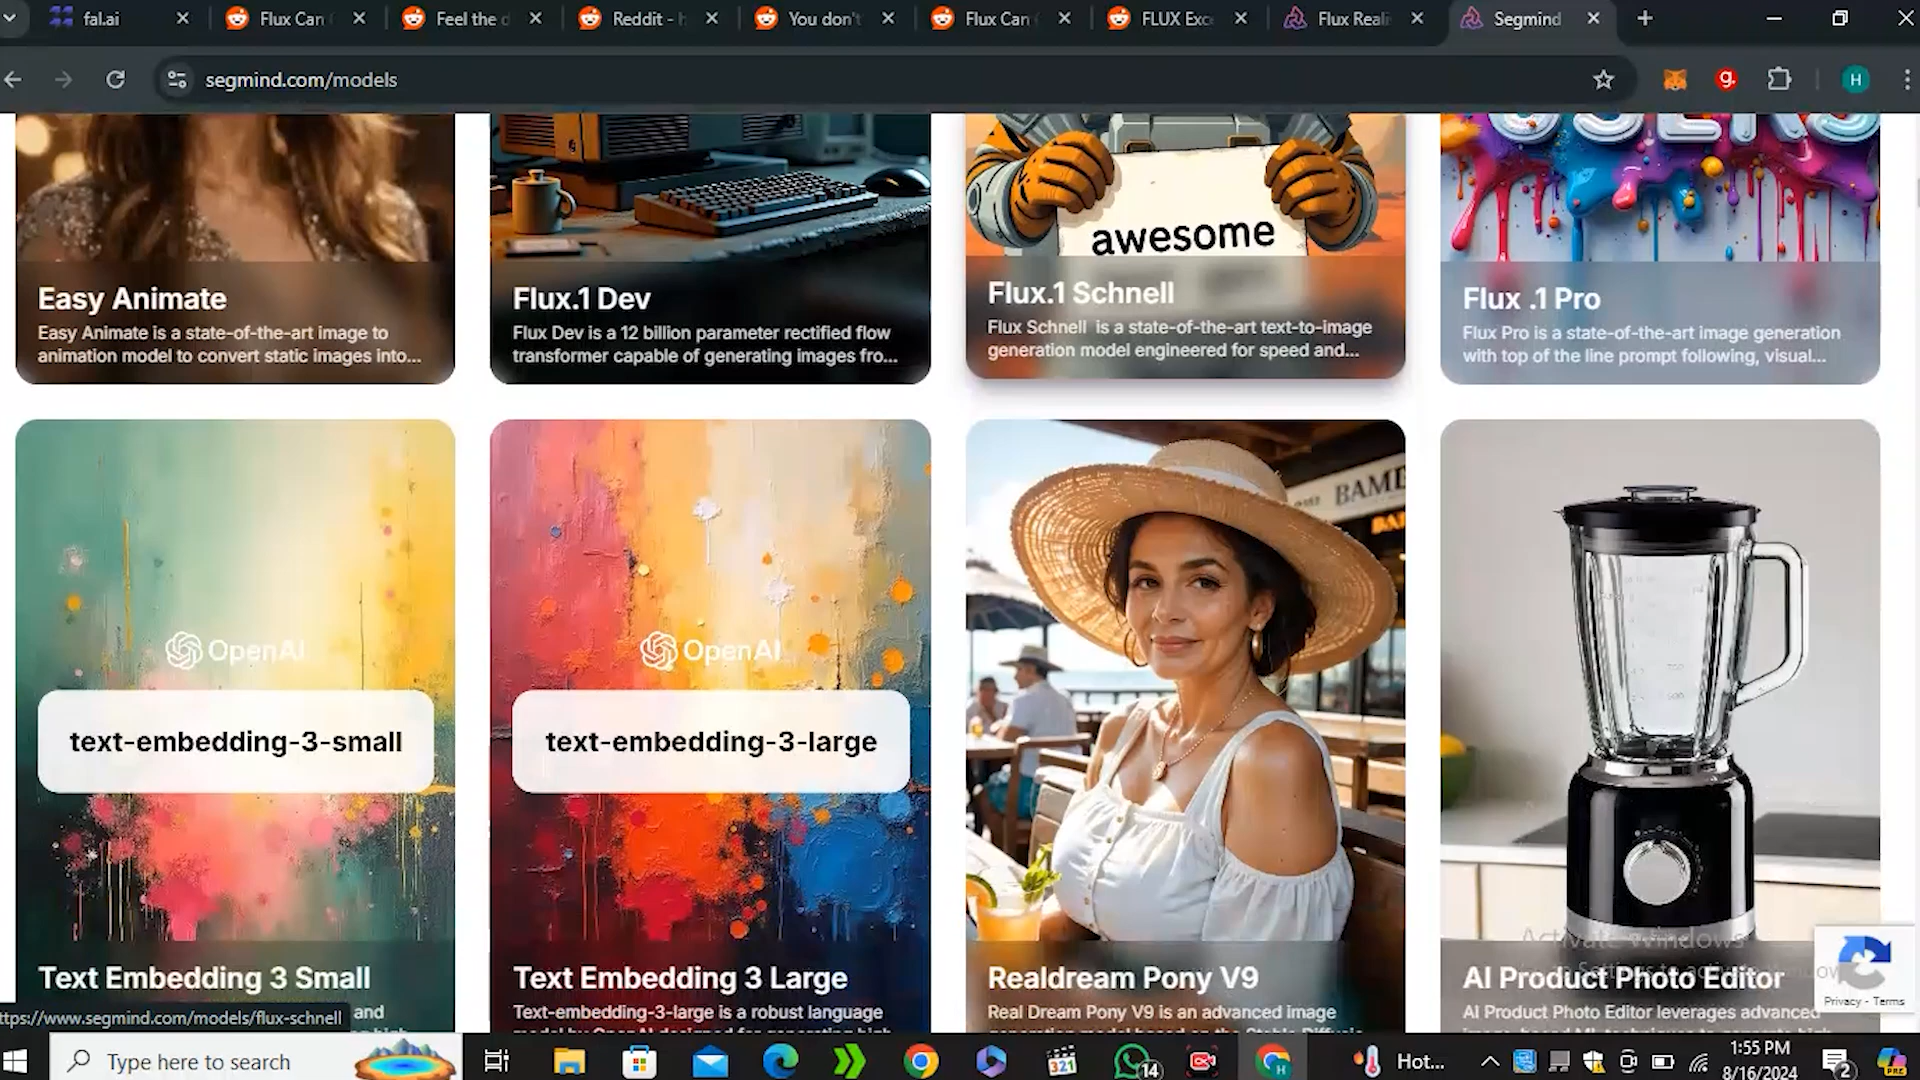 fal.ai
Flux Can
Feel the d
Reddit - h
You don't
Flux Can
FLUX Exc
Flux Reali
Segmind
segmind.com/models
H
awesome
Easy Animate
Easy Animate is a state-of-the-art image to
animation model to convert static images into...
Flux.1 Dev
Flux Dev is a 12 billion parameter rectified flow
transformer capable of generating images fro...
Flux.1 Schnell
Flux Schnell is a state-of-the-art text-to-image
generation model engineered for speed and...
Flux .1 Pro
Flux Pro is a state-of-the-art image generation
with top of the line prompt following, visual...
OpenAI
text-embedding-3-small
Text Embedding 3 Small
and
OpenAI
text-embedding-3-large
Text Embedding 3 Large
Text-embedding-3-large is a robust language
Realdream Pony V9
Real Dream Pony V9 is an advanced image
AI Product Photo Editor
AI Product Photo Editor leverages advanced
Activate Windows
Privacy - Terms
ttps://www.segmind.com/models/flux-schnell
Type here to search
321
14
H
Hot...
1:55 PM
8/16/2024
2
PRE